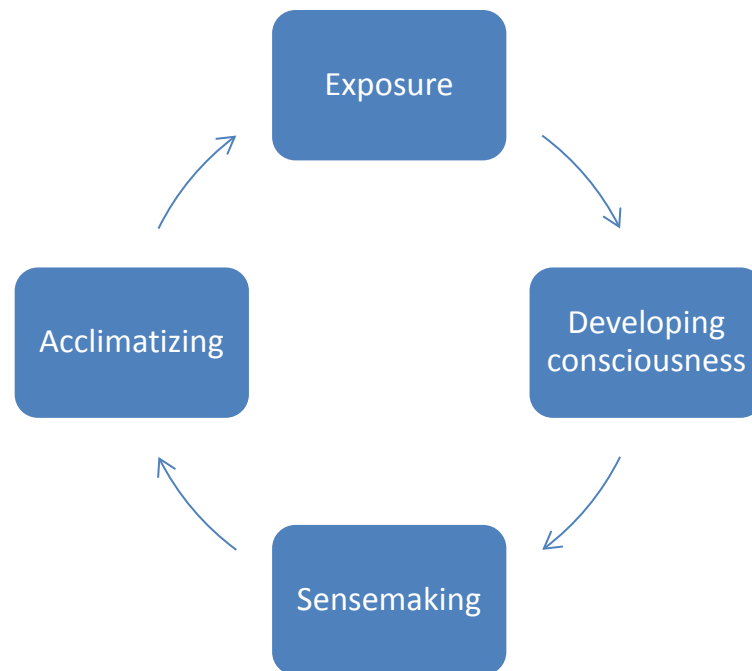 Exposure
Developing
consciousness
Sensemaking
Acclimatizing